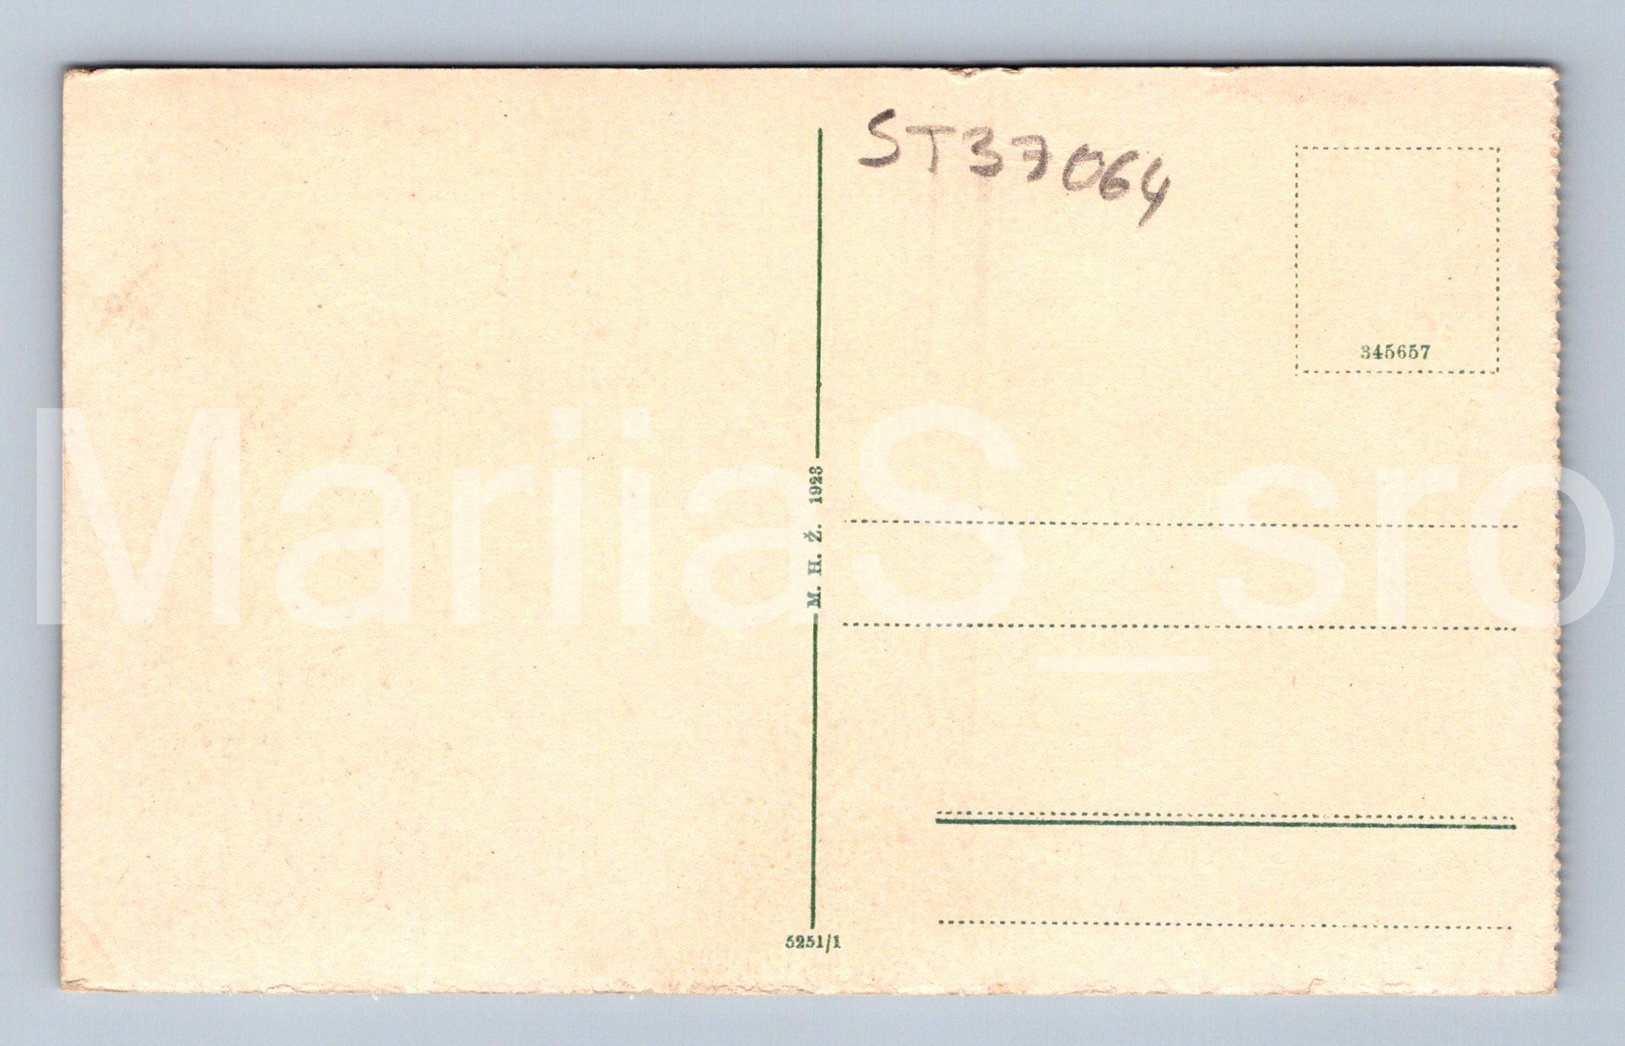 ST37064
345657
M. H. Ž. 1923
5251/1
MariiaS_sro